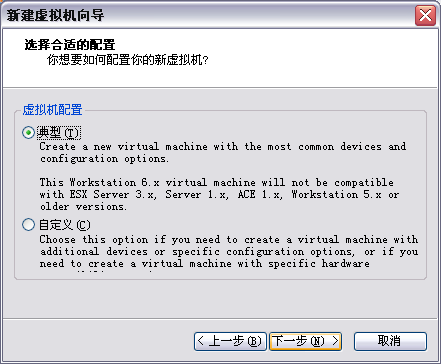 新建虚拟机向导
选择合适的配置
你想要如何配置你的新虚拟机?
虚拟机配置
典型(T)
Create a new virtual machine with the most common devices and
configuration options.
This Workstation 6.x virtual machine will not be compatible
with ESX Server 3.x, Server 1.x, ACE 1.x, Workstation 5.x or
older versions.
自定义(C)
Choose this option if you need to create a virtual machine with
additional devices or specific configuration options, or if you
need to create a virtual machine with specific hardware
< 上一步(B)
下一步(N) >
取消